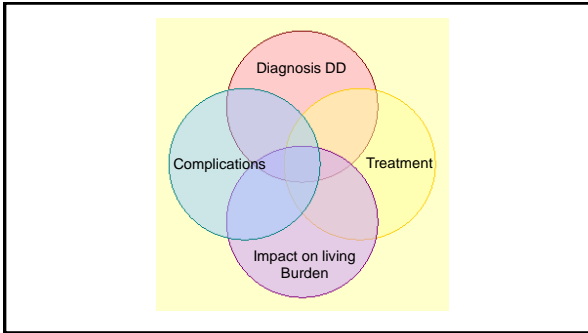 Diagnosis DD
Complications
Treatment
Impact on living
Burden